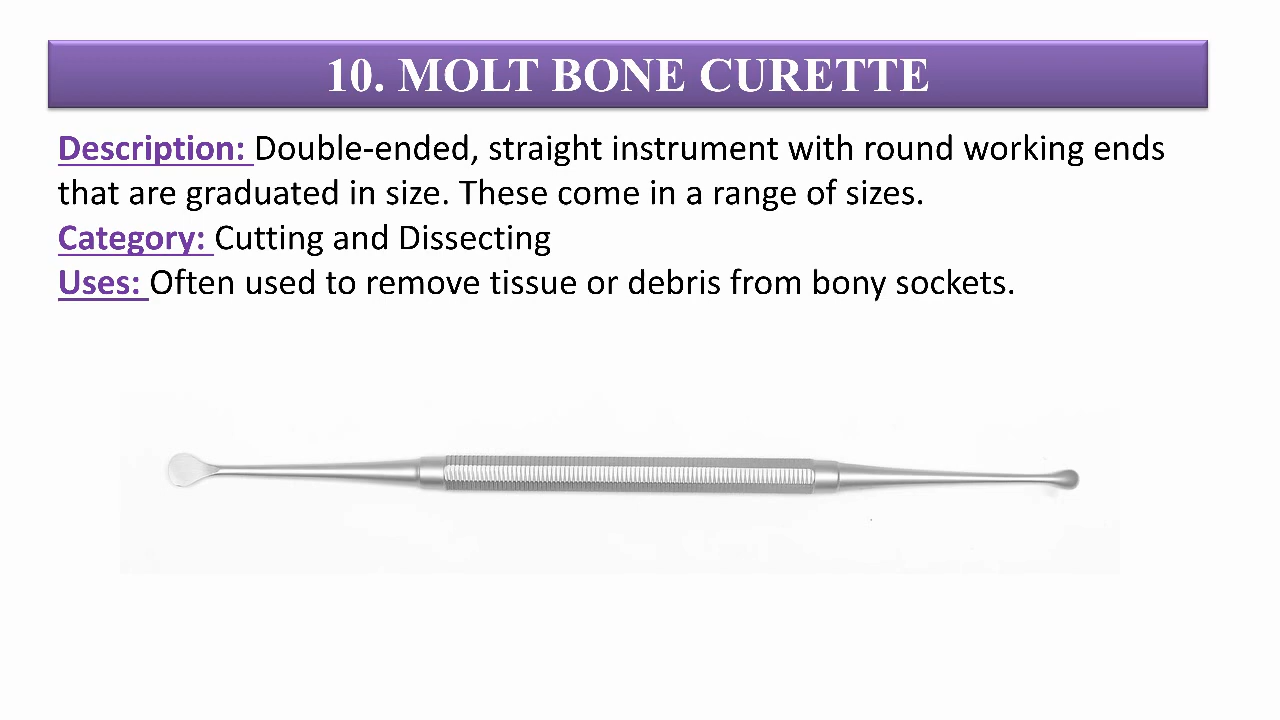 10. MOLT BONE CURETTE
Description: Double-ended, straight instrument with round working ends
that are graduated in size. These come in a range of sizes.
Category: Cutting and Dissecting
Uses: Often used to remove tissue or debris from bony sockets.